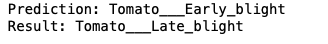 Prediction: Tomato___Early_blight
Result: Tomato___Late_blight